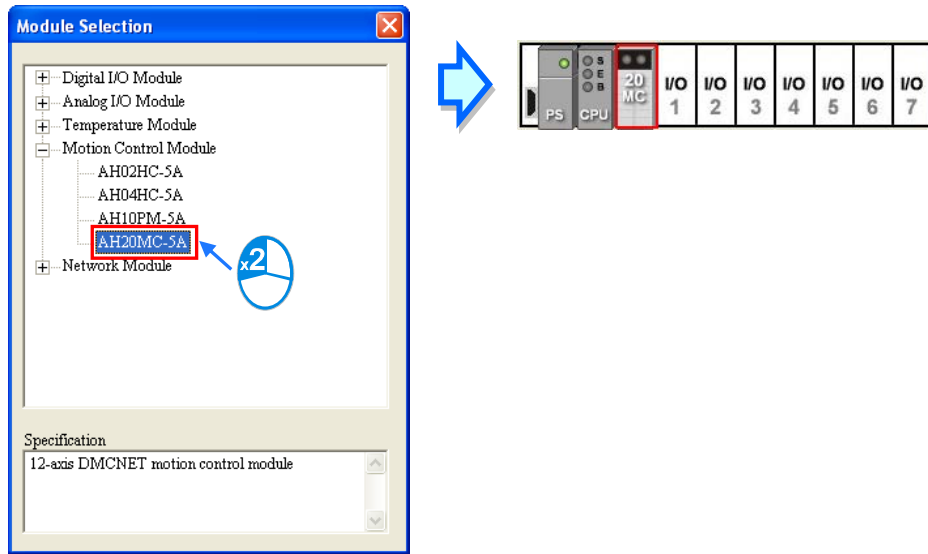 Module Selection
Digital I/O Module
Analog I/O Module
Temperature Module
Motion Control Module
AH02HC-5A
AH04HC-5A
AH10PM-5A
AH20MC-5A
Network Module
x2
Specification
12-axis DMCNET motion control module
S
E
B
20
MC
PS CPU
I/O I/O I/O I/O I/O I/O I/O
1 2 3 4 5 6 7